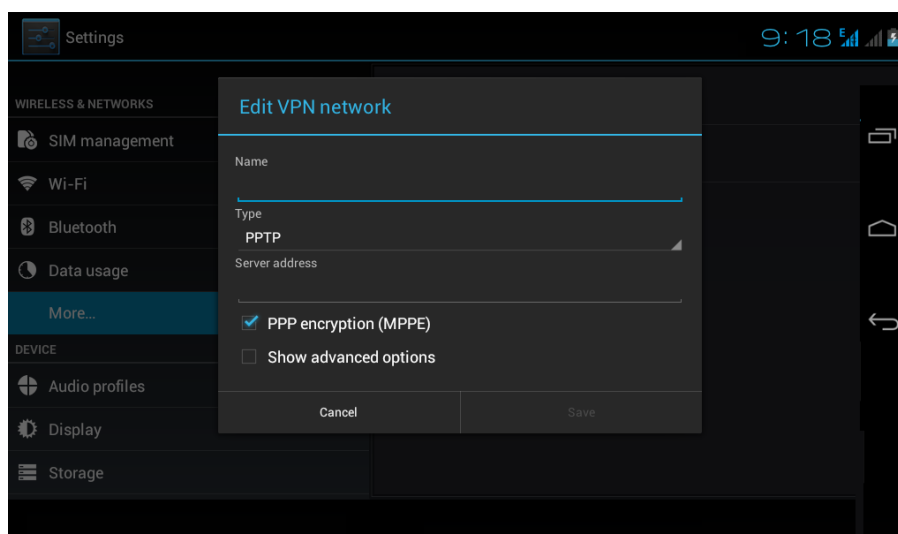 Settings
9:18
E
WIRELESS & NETWORKS
SIM management
Wi-Fi
Bluetooth
Data usage
More...
DEVICE
Audio profiles
Display
Storage
Edit VPN network
Name
Type
PPTP
Server address
PPP encryption (MPPE)
Show advanced options
Cancel
Save